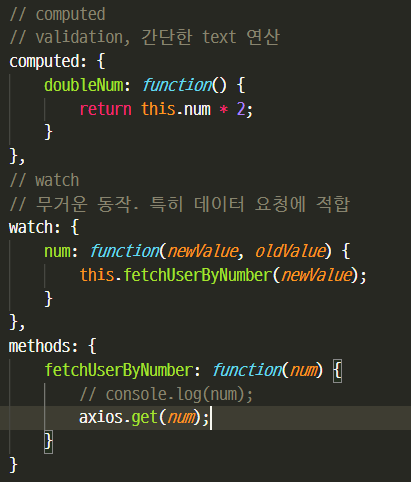 // computed
// validation, 간단한 text 연산
computed: {
    doubleNum: function() {
        return this.num * 2;
    }
},
// watch
// 무거운 동작. 특히 데이터 요청에 적합
watch: {
    num: function(newValue, oldValue) {
        this.fetchUserByNumber(newValue);
    }
},
methods: {
    fetchUserByNumber: function(num) {
        // console.log(num);
        axios.get(num);
    }
}